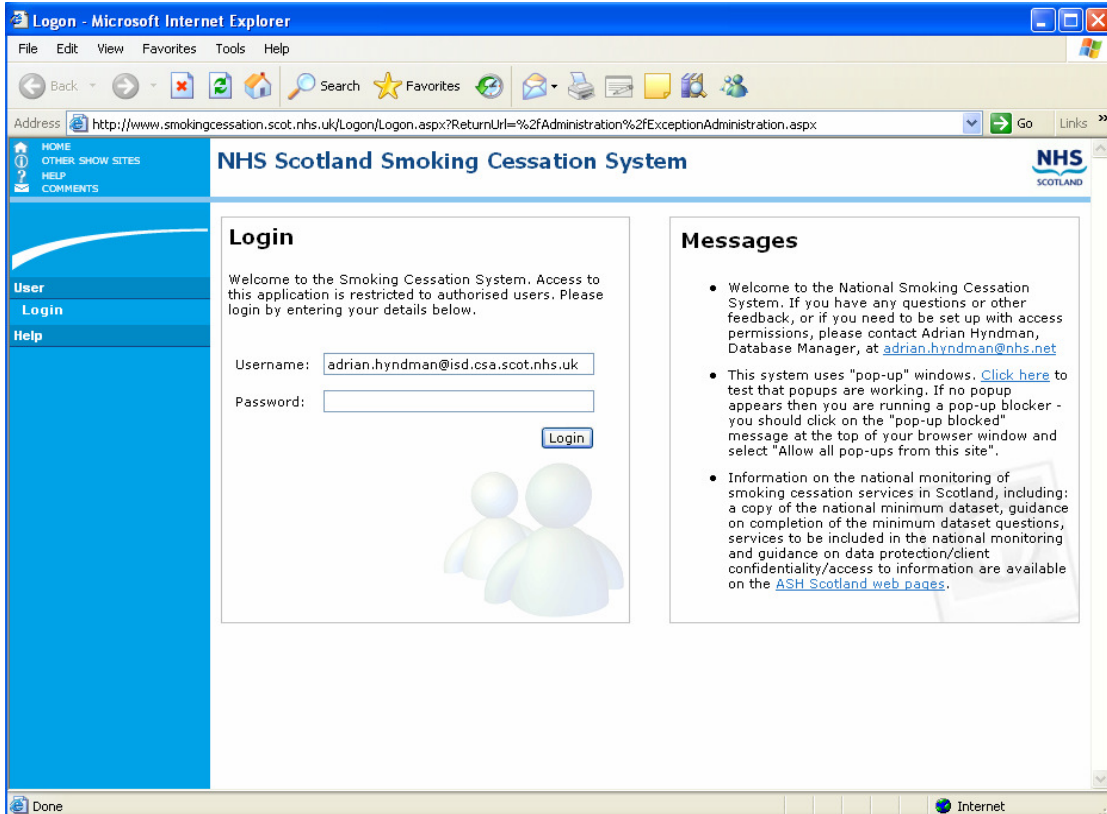 Logon - Microsoft Internet Explorer
File Edit View Favorites Tools Help
Back Search Favorites
Address http://www.smokingcessation.scot.nhs.uk/Logon/Logon.aspx?ReturnUrl=%2fAdministration%2fExceptionAdministration.aspx Go Links »
HOME
OTHER SHOW SITES
HELP
COMMENTS
NHS Scotland Smoking Cessation System
NHS
SCOTLAND
User
Login
Help
Login
Welcome to the Smoking Cessation System. Access to
this application is restricted to authorised users. Please
login by entering your details below.
Username: adrian.hyndman@isd.csa.scot.nhs.uk
Password:
Login
Messages
• Welcome to the National Smoking Cessation
System. If you have any questions or other
feedback, or if you need to be set up with access
permissions, please contact Adrian Hyndman,
Database Manager, at adrian.hyndman@nhs.net
• This system uses "pop-up" windows. Click here to
test that popups are working. If no popup
appears then you are running a pop-up blocker -
you should click on the "pop-up blocked"
message at the top of your browser window and
select "Allow all pop-ups from this site".
• Information on the national monitoring of
smoking cessation services in Scotland, including:
a copy of the national minimum dataset, guidance
on completion of the minimum dataset questions,
services to be included in the national monitoring
and guidance on data protection/client
confidentiality/access to information are available
on the ASH Scotland web pages.
Done Internet